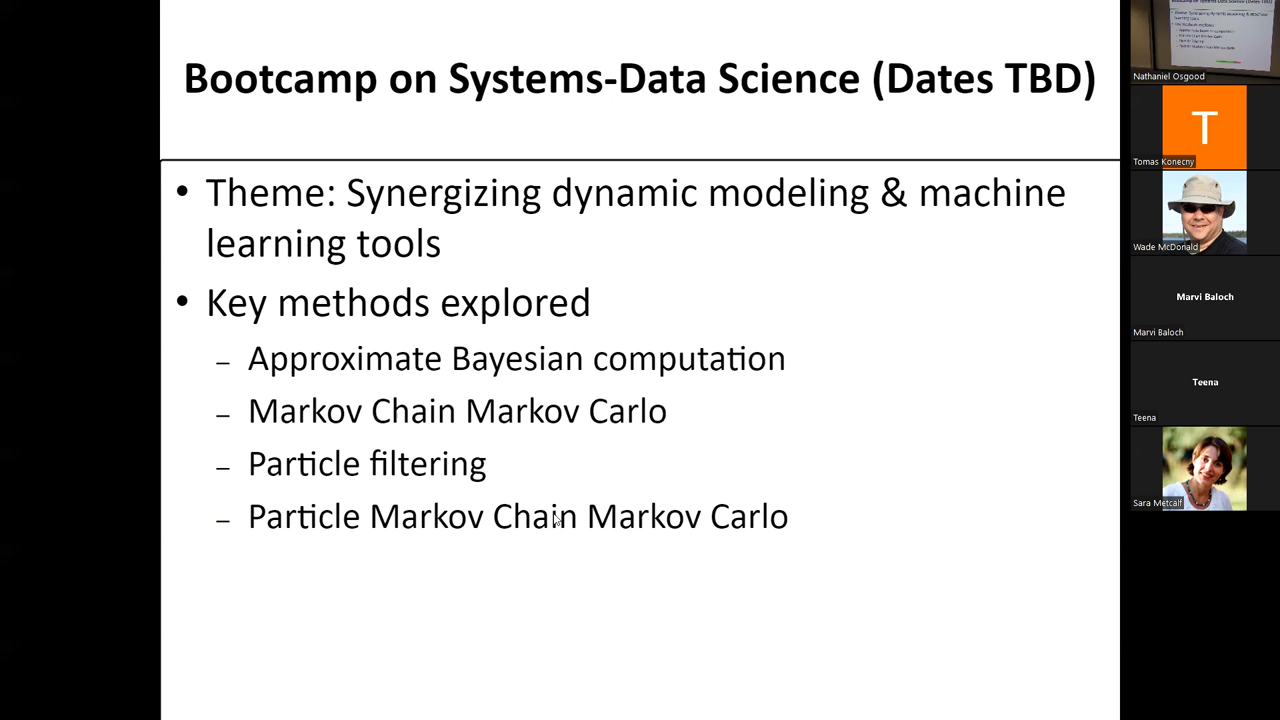 Bootcamp on Systems-Data Science (Dates TBD)
• Theme: Synergizing dynamic modeling & machine
learning tools
• Key methods explored
– Approximate Bayesian computation
– Markov Chain Markov Carlo
– Particle filtering
– Particle Markov Chain Markov Carlo
Nathaniel Osgood
T
Tomas Konecny
Wade McDonald
Marvi Baloch
Marvi Baloch
Teena
Teena
Sara Metcalf